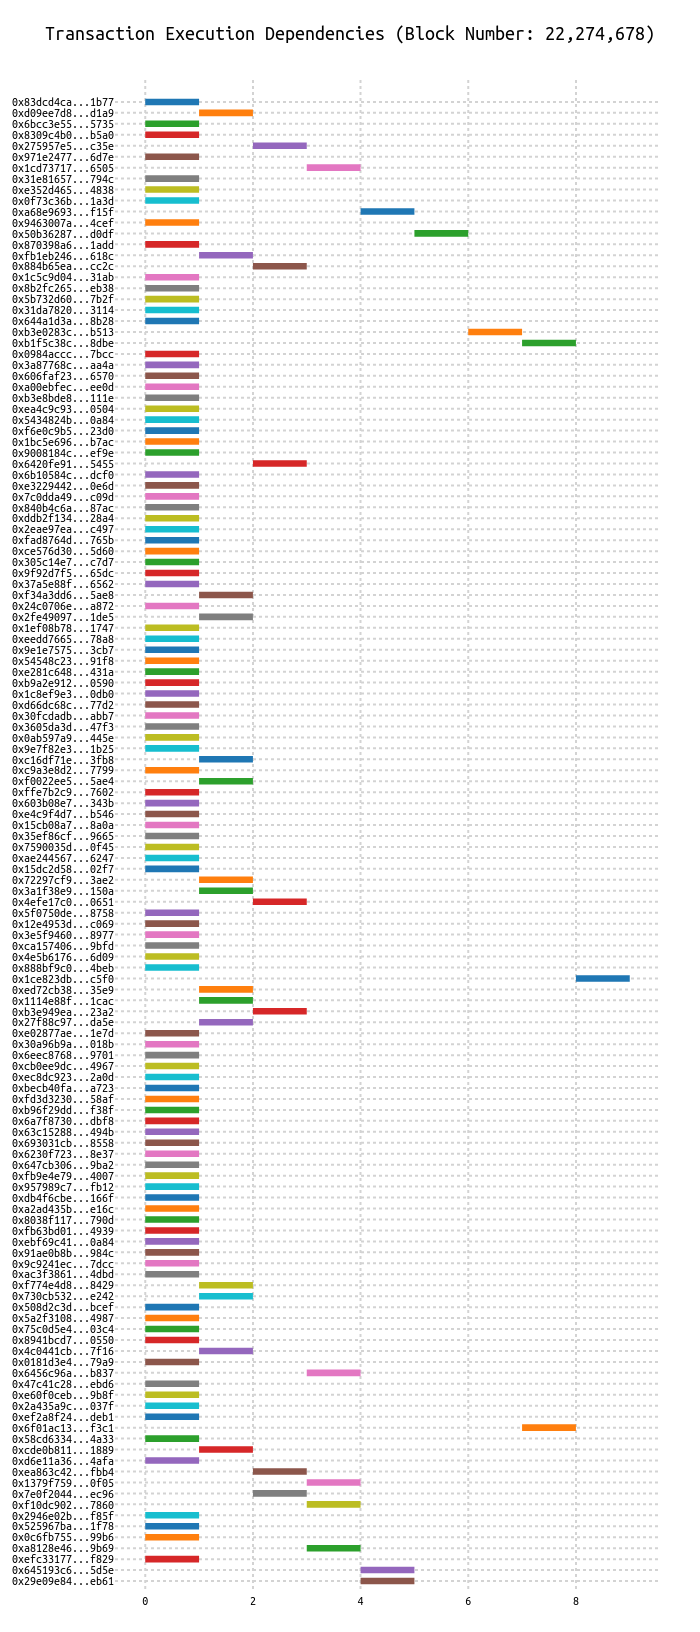 Transaction Execution Dependencies (Block Number: 22,274,678)
0x83dcd4ca...1b77
0xd09ee7d8...d1a9
0x6bcc3e55...5735
0x8309c4b0...b5a0
0x275957e5...c35e
0x971e2477...6d7e
0x1cd73717...6505
0x31e81657...794c
0xe352d465...4838
0x0f73c36b...1a3d
0xa68e9693...f15f
0x9463007a...4cef
0x50b36287...d0df
0x870398a6...1add
0xfb1eb246...618c
0x884b65ea...cc2c
0x1c5c9d04...31ab
0x8b2fc265...eb38
0x5b732d60...7b2f
0x31da7820...3114
0x644a1d3a...8b28
0xb3e0283c...b513
0xb1f5c38c...8dbe
0x0984accc...7bcc
0x3a87768c...aa4a
0x606faf23...6570
0xa00ebfec...ee0d
0xb3e8bde8...111e
0xea4c9c93...0504
0x5434824b...0a84
0xf6e0c9b5...23d0
0x1bc5e696...b7ac
0x9008184c...ef9e
0x6420fe91...5455
0x6b10584c...dcf0
0xe3229442...0e6d
0x7c0dda49...c09d
0x840b4c6a...87ac
0xddb2f134...28a4
0x2eae97ea...c497
0xfad8764d...765b
0xce576d30...5d60
0x305c14e7...c7d7
0x9f92d7f5...65dc
0x37a5e88f...6562
0xf34a3dd6...5ae8
0x24c0706e...a872
0x2fe49097...1de5
0x1ef08b78...1747
0xeedd7665...78a8
0x9e1e7575...3cb7
0x54548c23...91f8
0xe281c648...431a
0xb9a2e912...0590
0x1c8ef9e3...0db0
0xd66dc68c...77d2
0x30fcdadb...abb7
0x3605da3d...47f3
0x0ab597a9...445e
0x9e7f82e3...1b25
0xc16df71e...3fb8
0xc9a3e8d2...7799
0xf0022ee5...5ae4
0xffe7b2c9...7602
0x603b08e7...343b
0xe4c9f4d7...b546
0x15cb08a7...8a0a
0x35ef86cf...9665
0x7590035d...0f45
0xae244567...6247
0x15dc2d58...02f7
0x72297cf9...3ae2
0x3a1f38e9...150a
0x4efe17c0...0651
0x5f0750de...8758
0x12e4953d...c069
0x3e5f9460...8977
0xca157406...9bfd
0x4e5b6176...6d09
0x888bf9c0...4beb
0x1ce823db...c5f0
0xed72cb38...35e9
0x1114e88f...1cac
0xb3e949ea...23a2
0x27f88c97...da5e
0xe02877ae...1e7d
0x30a96b9a...018b
0x6eec8768...9701
0xcb0ee9dc...4967
0xec8dc923...2a0d
0xbecb40fa...a723
0xfd3d3230...58af
0xb96f29dd...f38f
0x6a7f8730...dbf8
0x63c15288...494b
0x693031cb...8558
0x6230f723...8e37
0x647cb306...9ba2
0xfb9e4e79...4007
0x957989c7...fb12
0xdb4f6cbe...166f
0xa2ad435b...e16c
0x8038f117...790d
0xfb63bd01...4939
0xebf69c41...0a84
0x91ae0b8b...984c
0x9c9241ec...7dcc
0xac3f3861...4dbd
0xf774e4d8...8429
0x730cb532...e242
0x508d2c3d...bcef
0x5a2f3108...4987
0x75c0d5e4...03c4
0x8941bcd7...0550
0x4c0441cb...7f16
0x0181d3e4...79a9
0x6456c96a...b837
0x47c41c28...ebd6
0xe60f0ceb...9b8f
0x2a435a9c...037f
0xef2a8f24...deb1
0x6f01ac13...f3c1
0x58cd6334...4a33
0xcde0b811...1889
0xd6e11a36...4afa
0xea863c42...fbb4
0x1379f759...0f05
0x7e0f2044...ec96
0xf10dc902...7860
0x2946e02b...f85f
0x525967ba...1f78
0x0c6fb755...99b6
0xa8128e46...9b69
0xefc33177...f829
0x645193c6...5d5e
0x29e09e84...eb61
0 2 4 6 8